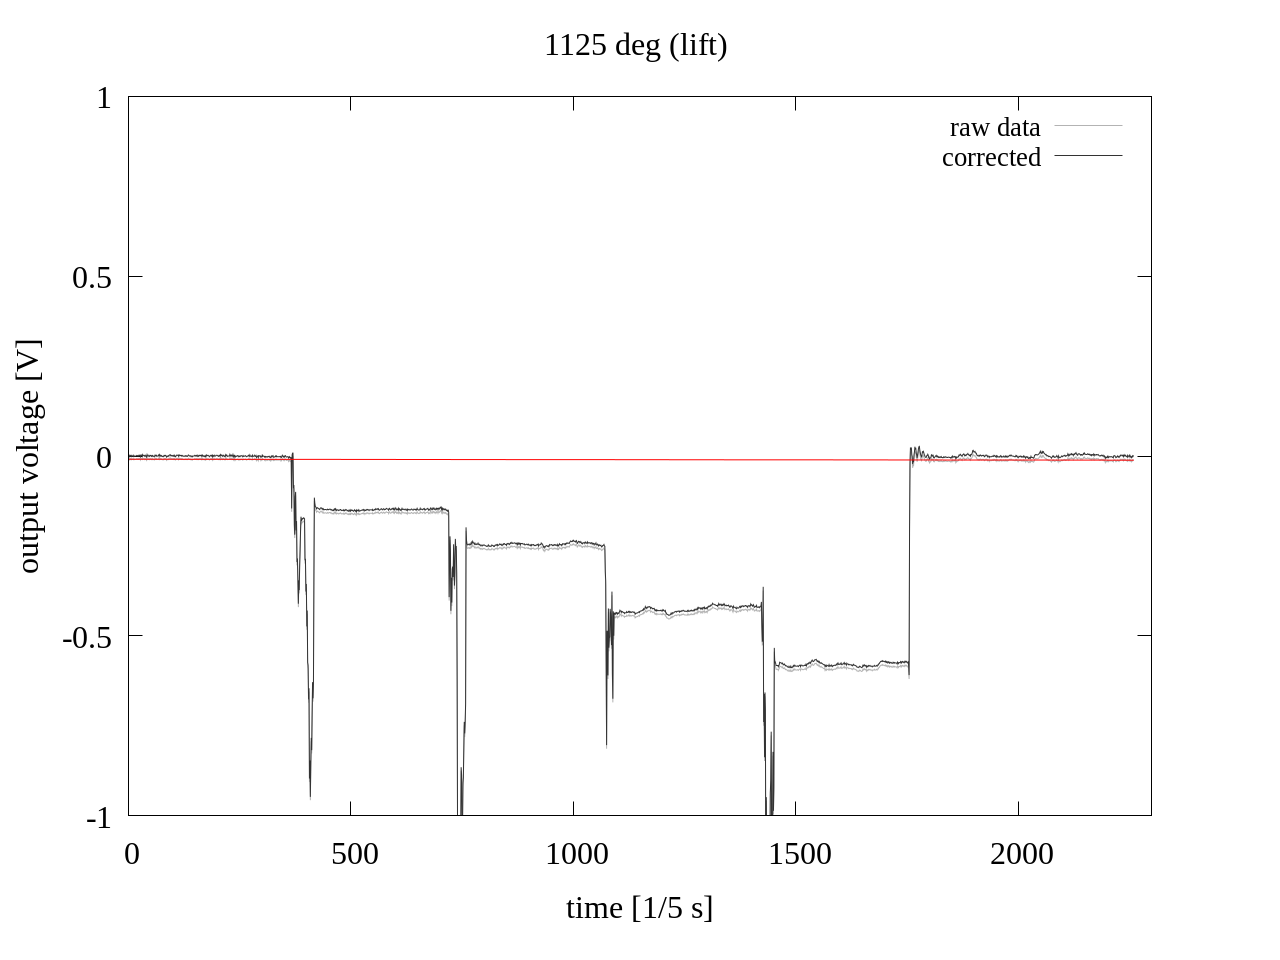 1125 deg (lift)
raw data
corrected
1
0.5
0
-0.5
-1
output voltage [V]
0 500 1000 1500 2000
time [1/5 s]